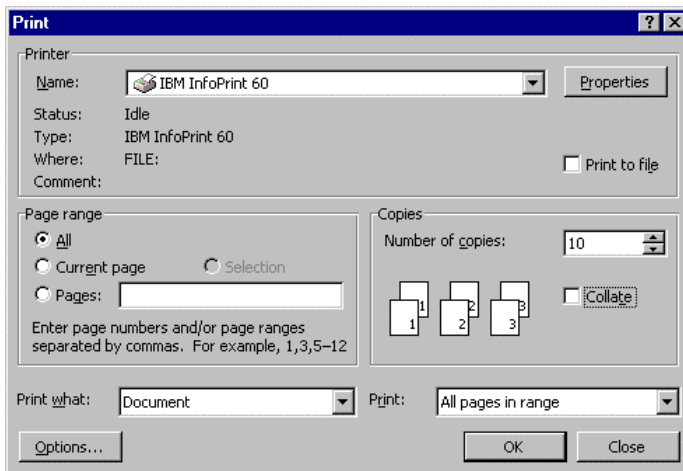 Print
Printer
Name: IBM InfoPrint 60 Properties
Status: Idle
Type: IBM InfoPrint 60
Where: FILE: Print to file
Comment:
Page range
All
Current page Selection
Pages:
Enter page numbers and/or page ranges
separated by commas. For example, 1,3,5–12
Copies
Number of copies: 10
1 1 2 2 3 3
Collate
Print what: Document Print: All pages in range
Options... OK Close